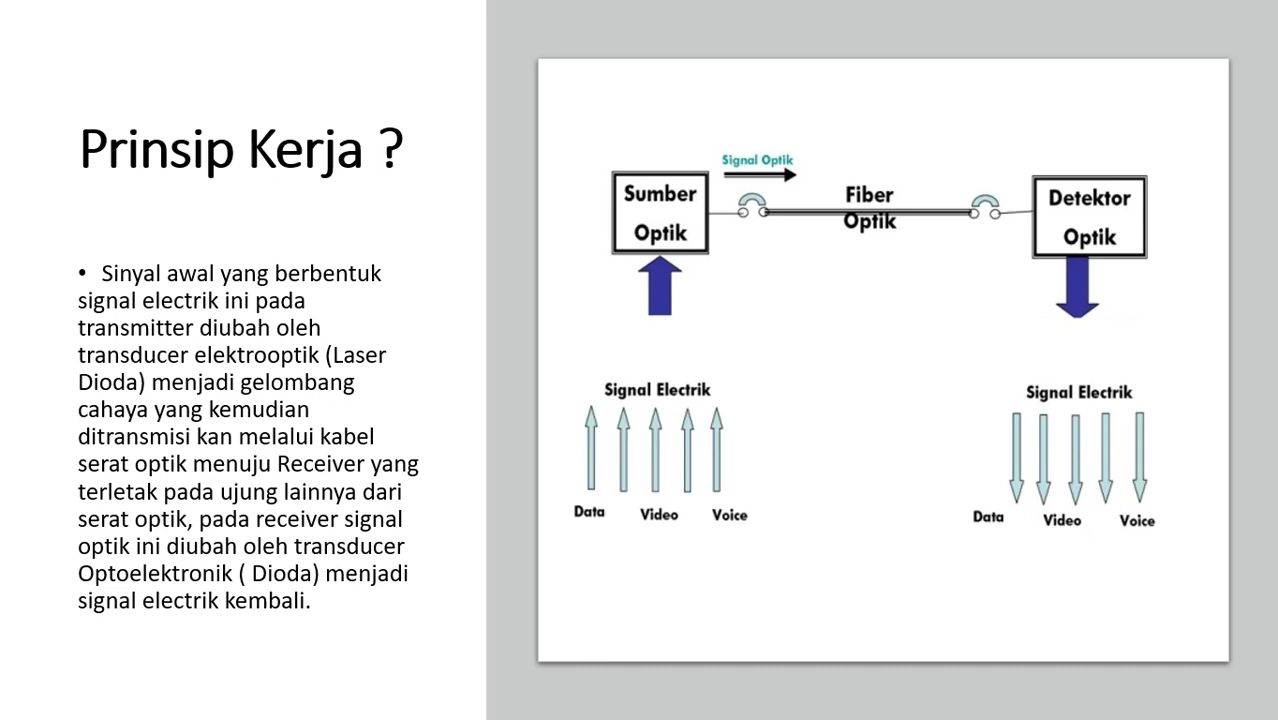 Prinsip Kerja ?
• Sinyal awal yang berbentuk
signal electrik ini pada
transmitter diubah oleh
transducer elektrooptik (Laser
Dioda) menjadi gelombang
cahaya yang kemudian
ditransmisi kan melalui kabel
serat optik menuju Receiver yang
terletak pada ujung lainnya dari
serat optik, pada receiver signal
optik ini diubah oleh transducer
Optoelektronik ( Dioda) menjadi
signal electrik kembali.
Signal Optik
Sumber
Optik
Fiber
Optik
Detektor
Optik
Signal Electrik
Data Video Voice
Signal Electrik
Data Video Voice